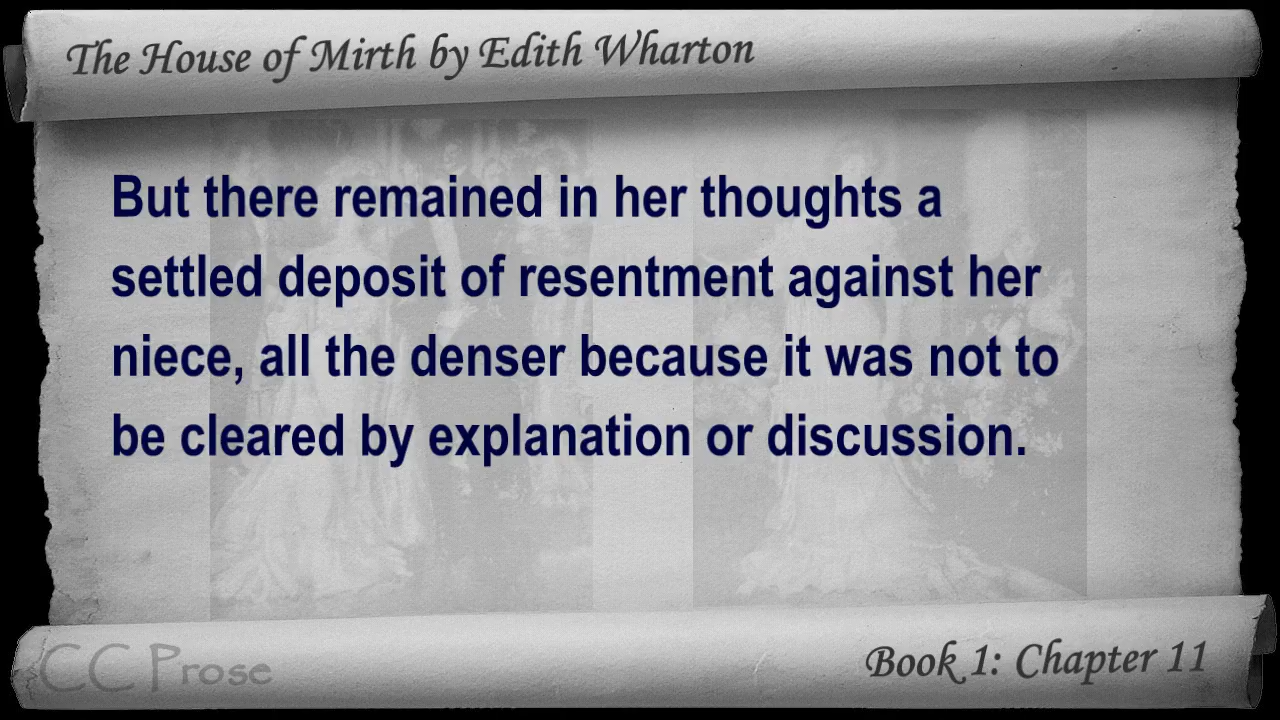 The House of Mirth by Edith Wharton
But there remained in her thoughts a
settled deposit of resentment against her
niece, all the denser because it was not to
be cleared by explanation or discussion.
CC Prose
Book 1: Chapter 11